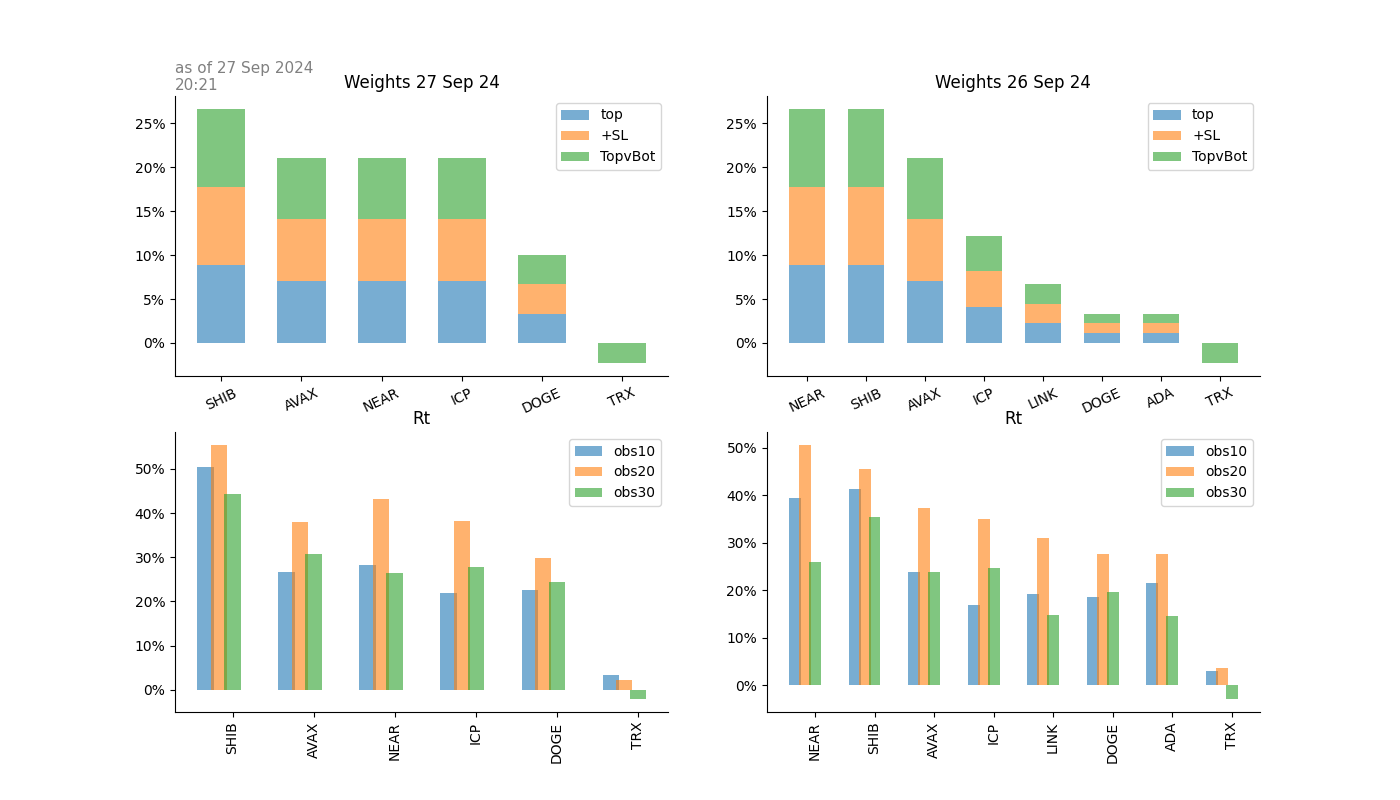 as of 27 Sep 2024
20:21
Weights 27 Sep 24
25%
20%
15%
10%
5%
0%
top
+SL
TopvBot
SHIB AVAX NEAR ICP DOGE TRX
Weights 26 Sep 24
25%
20%
15%
10%
5%
0%
top
+SL
TopvBot
NEAR SHIB AVAX ICP LINK DOGE ADA TRX
Rt
50%
40%
30%
20%
10%
0%
obs10
obs20
obs30
SHIB AVAX NEAR ICP DOGE TRX
Rt
50%
40%
30%
20%
10%
0%
obs10
obs20
obs30
NEAR SHIB AVAX ICP LINK DOGE ADA TRX